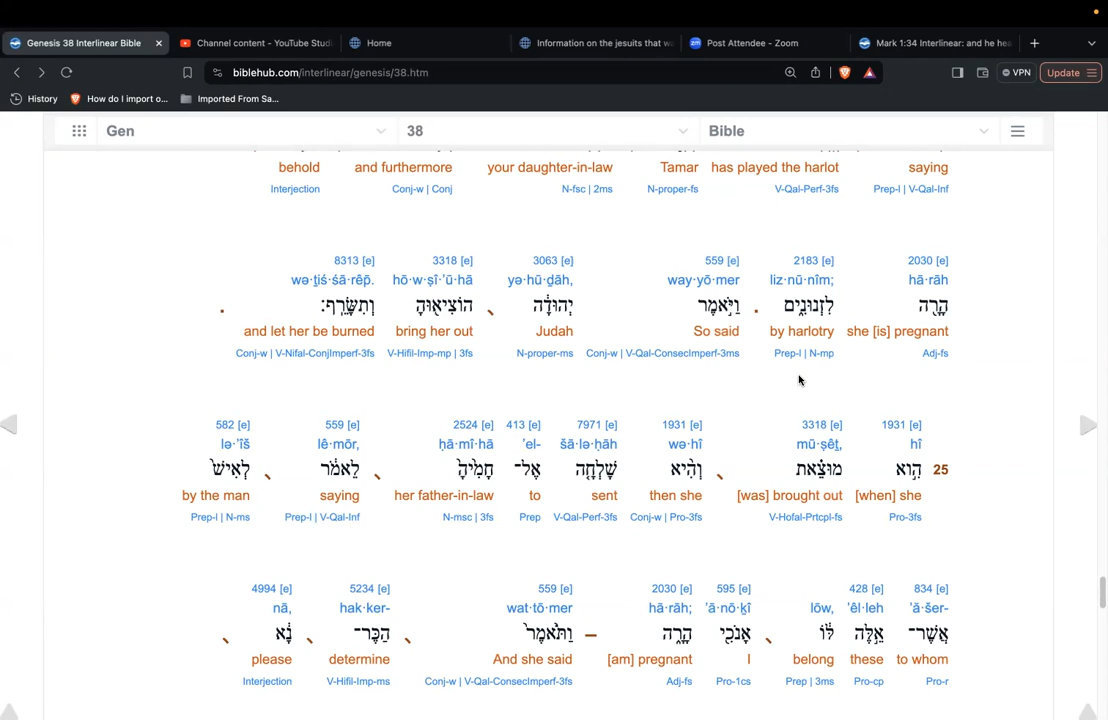 Genesis 38 Interlinear Bible
Channel content - YouTube Stud
Home
Information on the jesuits that w
Post Attendee - Zoom
Mark 1:34 Interlinear: and he hea
biblehub.com/interlinear/genesis/38.htm
VPN
Update
History
How do I import o...
Imported From Sa...
Gen 38 Bible
behold and furthermore your daughter-in-law Tamar has played the harlot saying
Interjection Conj-w | Conj N-fsc | 2ms N-proper-fs V-Qal-Perf-3fs Prep-l | V-Qal-Inf
8313 [e] 3318 [e] 3063 [e] 559 [e] 2183 [e] 2030 [e]
wə·ṯiś·śā·rêp̄. hō·w·ṣî·’ū·hā yə·hū·ḏāh, way·yō·mer liz·nū·nîm; hā·rāh
הָרָ֖ה לִזְנוּנִ֑ים . וַיֹּ֣אמֶר יְהוּדָ֔ה 、 הוֹצִיא֖וּהָ וְתִשָּׂרֵֽף׃ .
and let her be burned bring her out Judah So said by harlotry she [is] pregnant
Conj-w | V-Nifal-ConjImperf-3fs V-Hifil-Imp-mp | 3fs N-proper-ms Conj-w | V-Qal-ConsecImperf-3ms Prep-l | N-mp Adj-fs
582 [e] 559 [e] 2524 [e] 413 [e] 7971 [e] 1931 [e] 3318 [e] 1931 [e]
lə·’îš lê·mōr, ḥā·mî·hā ’el- šā·lə·ḥāh wə·hî mū·ṣêṯ, hî
25 הִ֣וא מוּצֵ֗את 、 וְהִ֨יא שָׁלְחָ֤ה אֶל־ חָמִ֙יהָ֙ 、 לֵאמֹ֔ר 、 לְאִישׁ֙
by the man saying her father-in-law to sent then she [was] brought out [when] she
Prep-l | N-ms Prep-l | V-Qal-Inf N-msc | 3fs Prep V-Qal-Perf-3fs Conj-w | Pro-3fs V-Hofal-Prtcpl-fs Pro-3fs
4994 [e] 5234 [e] 559 [e] 2030 [e] 595 [e] 428 [e] 834 [e]
nā, hak·ker- wat·tō·mer hā·rāh; ’ā·nō·ḵî lōw, ’êl·leh ’ă·šer-
אֲשֶׁר־ אֵ֣לֶּה לּ֔וֹ 、 אָנֹכִ֖י הָרָ֑ה – וַתֹּ֙אמֶר֙ 、 הַכֶּר־ 、 נָ֔א 、
please determine And she said [am] pregnant I belong these to whom
Interjection V-Hifil-Imp-ms Conj-w | V-Qal-ConsecImperf-3fs Adj-fs Pro-1cs Prep | 3ms Pro-cp Pro-r